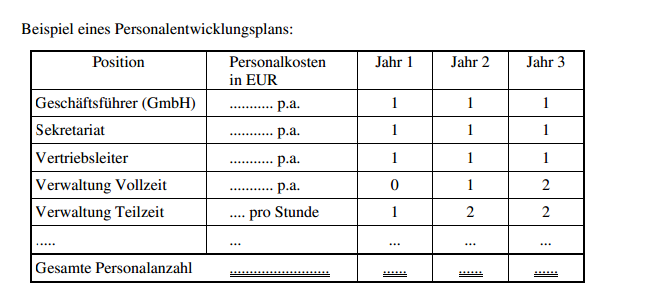 Beispiel eines Personalentwicklungsplans:
Position Personalkosten in EUR Jahr 1 Jahr 2 Jahr 3
Geschäftsführer (GmbH) ........... p.a. 1 1 1
Sekretariat ........... p.a. 1 1 1
Vertriebsleiter ........... p.a. 1 1 1
Verwaltung Vollzeit ........... p.a. 0 1 2
Verwaltung Teilzeit .... pro Stunde 1 2 2
..... ... ... ... ...
Gesamte Personalanzahl ......................... ...... ...... ......